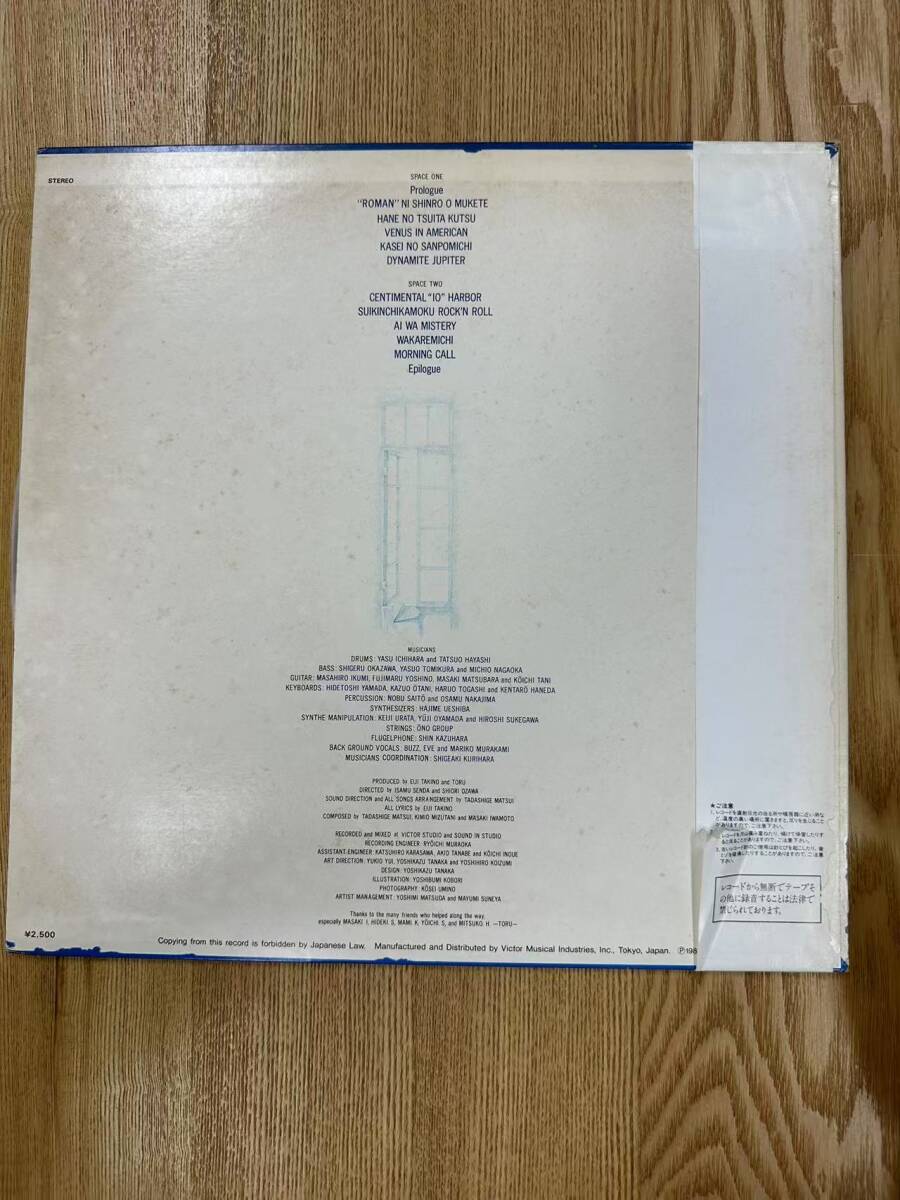 STEREO
SPACE ONE
Prologue
"ROMAN" NI SHINRO O MUKETE
HANE NO TSUITA KUTSU
VENUS IN AMERICAN
KASEI NO SANPOMICHI
DYNAMITE JUPITER
SPACE TWO
CENTIMENTAL "IO" HARBOR
SUIKINCHIKAMOKU ROCK'N ROLL
AI WA MISTERY
WAKAREMICHI
MORNING CALL
Epilogue
MUSICIANS
DRUMS: YASU ICHIHARA and TATSUO HAYASHI
BASS: SHIGERU OKAZAWA, YASUO TOMIKURA and MICHIO NAGAOKA
GUITAR: MASAHIRO IKUMI, FUJIMARU YOSHINO, MASAKI MATSUBARA and KŌICHI TANI
KEYBOARDS: HIDETOSHI YAMADA, KAZUO ŌTANI, HARUO TOGASHI and KENTARŌ HANEDA
PERCUSSION: NOBU SAITŌ and OSAMU NAKAJIMA
SYNTHESIZERS: HAJIME UESHIBA
SYNTHE MANIPULATION: KEIJI URATA, YŪJI OYAMADA and HIROSHI SUKEGAWA
STRINGS: ŌNO GROUP
FLUGELPHONE: SHIN KAZUHARA
BACK GROUND VOCALS: BUZZ, EVE and MARIKO MURAKAMI
MUSICIANS COORDINATION: SHIGEAKI KURIHARA
PRODUCED by EIJI TAKINO and TORU
DIRECTED by ISAMU SENDA and SHIORI OZAWA
SOUND DIRECTION and ALL SONGS ARRANGEMENT by TADASHIGE MATSUI
ALL LYRICS by EIJI TAKINO
COMPOSED by TADASHIGE MATSUI, KIMIO MIZUTANI and MASAKI IWAMOTO
RECORDED and MIXED at VICTOR STUDIO and SOUND IN STUDIO
RECORDING ENGINEER: RYŌICHI MURAOKA
ASSISTANT ENGINEER: KATSUHIRO KARASAWA, AKIO TANABE and KŌICHI INOUE
ART DIRECTION: YUKIO YUI, YOSHIKAZU TANAKA and YOSHIHIRO KOIZUMI
DESIGN: YOSHIKAZU TANAKA
ILLUSTRATION: YOSHIBUMI KOBORI
PHOTOGRAPHY: KŌSEI UMINO
ARTIST MANAGEMENT: YOSHIMI MATSUDA and MAYUMI SUNEYA
Thanks to the many friends who helped along the way.
especially MASAKI I, HIDEKI S, MAMI K, YŌICHI S, and MITSUKO. H. —TORU—
¥2,500
Copying from this record is forbidden by Japanese Law. Manufactured and Distributed by Victor Musical Industries, Inc., Tokyo, Japan. Ⓟ198
★ご注意
レコードから無断でテープそ
の他に録音することは法律で
禁じられております。